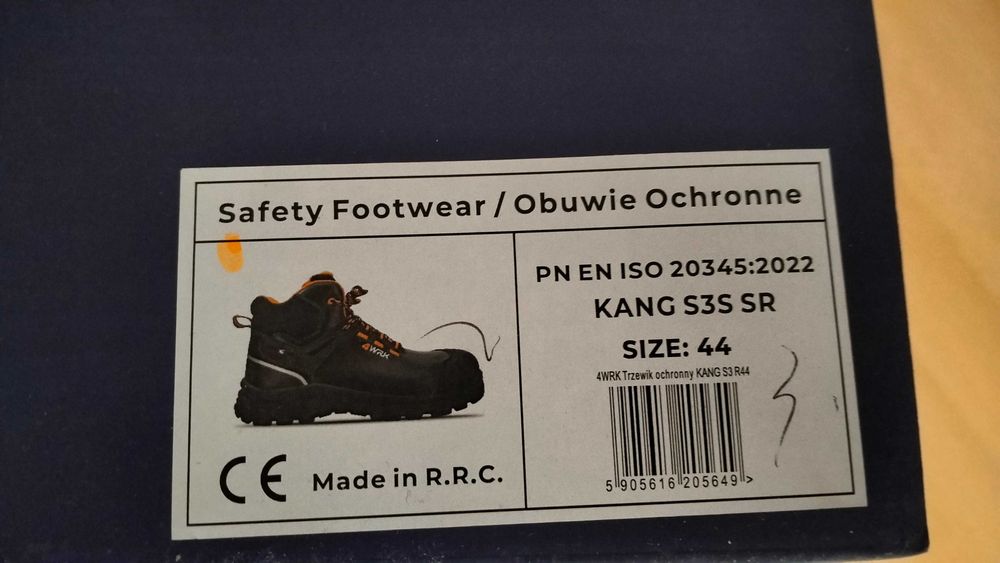 Safety Footwear / Obuwie Ochronne
4WRK
CE
Made in R.R.C.
PN EN ISO 20345:2022
KANG S3S SR
SIZE: 44
4WRK Trzewik ochronny KANG S3 R44
5 905616 205649 >